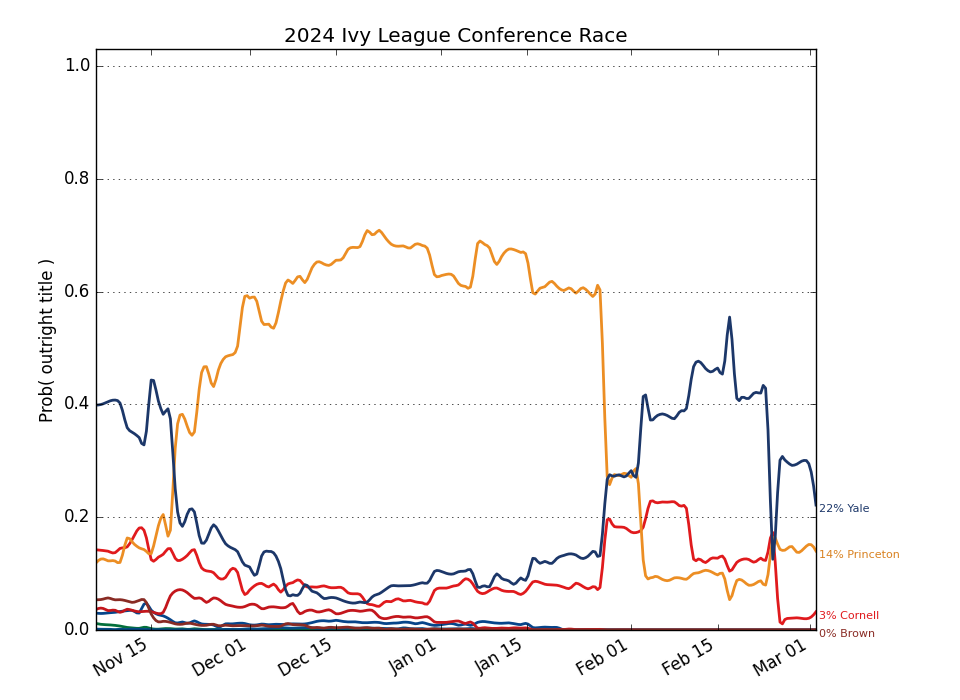 2024 Ivy League Conference Race
Prob( outright title )
1.0
0.8
0.6
0.4
0.2
0.0
22% Yale
14% Princeton
3% Cornell
0% Brown
Nov 15
Dec 01
Dec 15
Jan 01
Jan 15
Feb 01
Feb 15
Mar 01